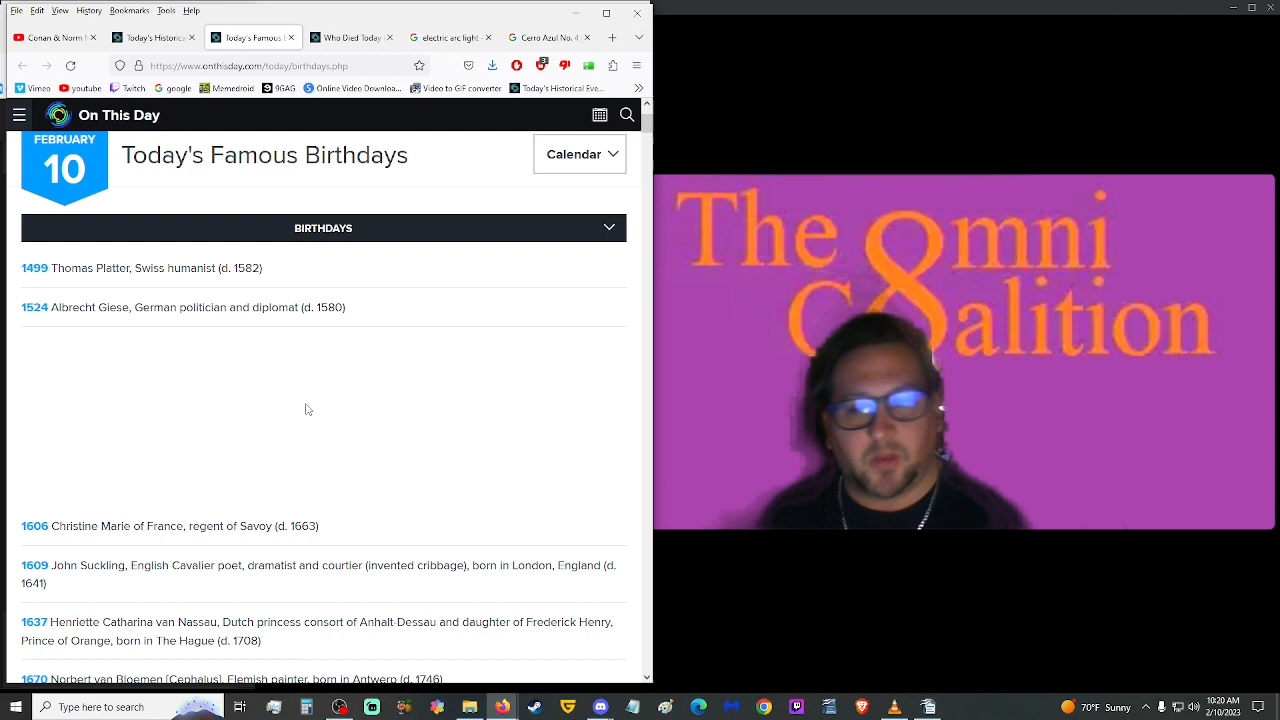 File Edit View History Bookmarks Tools Help
Conan & Norm
Today's Historica
Today's Famous
Who Died Today
electric arc light -
Cerro Azul No. 4
https://www.onthisday.com/today/birthdays.php
3
Vimeo youtube Twitch google Memedroid 9GAG Online Video Downloa... Video to GIF converter Today's Historical Eve...
On This Day
FEBRUARY
10
Today's Famous Birthdays
Calendar
BIRTHDAYS
1499 Thomas Platter, Swiss humanist (d. 1582)
1524 Albrecht Giese, German politician and diplomat (d. 1580)
1606 Christine Marie of France, regent of Savoy (d. 1663)
1609 John Suckling, English Cavalier poet, dramatist and courtier (invented cribbage), born in London, England (d.
1641)
1637 Henriette Catharina van Nassau, Dutch princess consort of Anhalt-Dessau and daughter of Frederick Henry,
Prince of Orange, born in The Hague (d. 1708)
1670 Norbert van Bloemen [Cephalus], Flemish painter, born in Antwerp (d. 1746)
The 8mni
C8alition
Type here to search
70°F Sunny
10:20 AM
2/10/2023